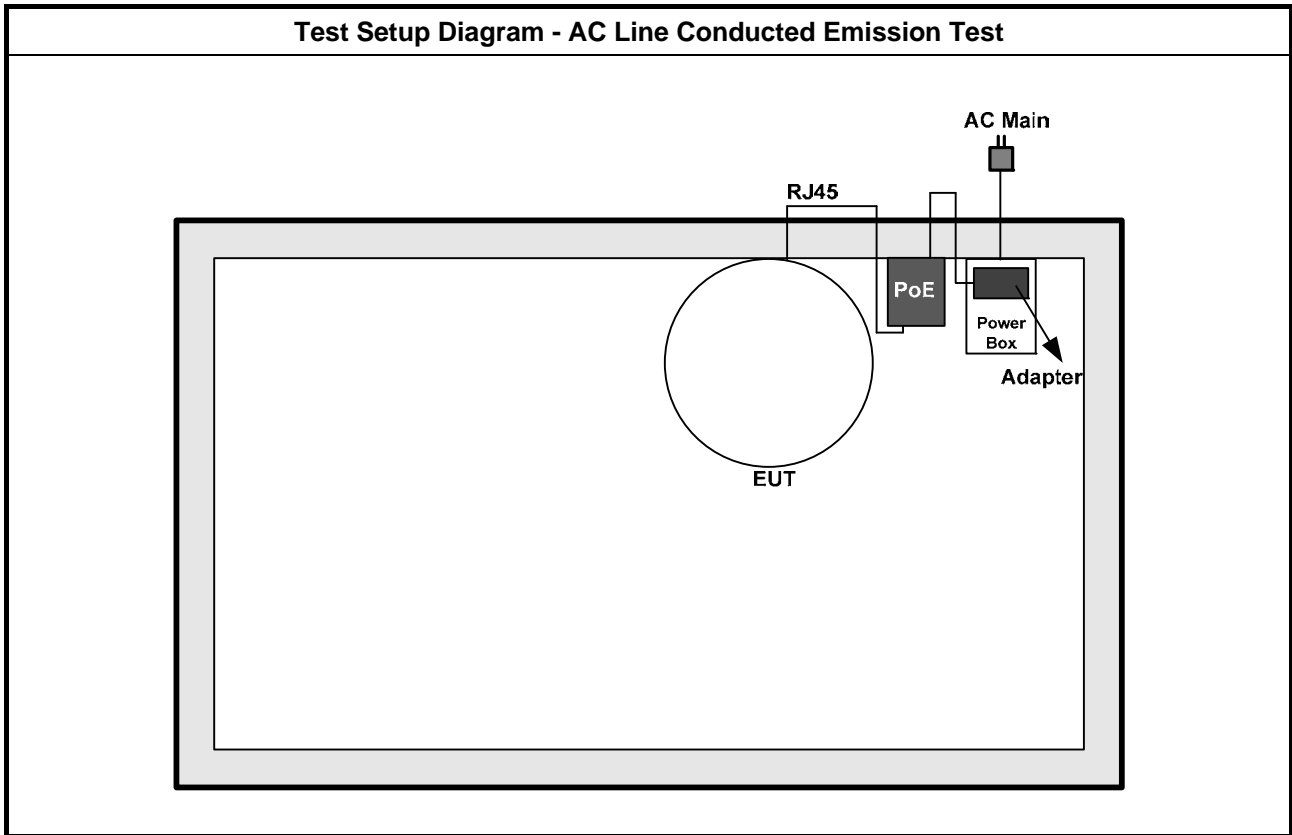 Test Setup Diagram - AC Line Conducted Emission Test
AC Main
RJ45
PoE
Power
Box
Adapter
EUT